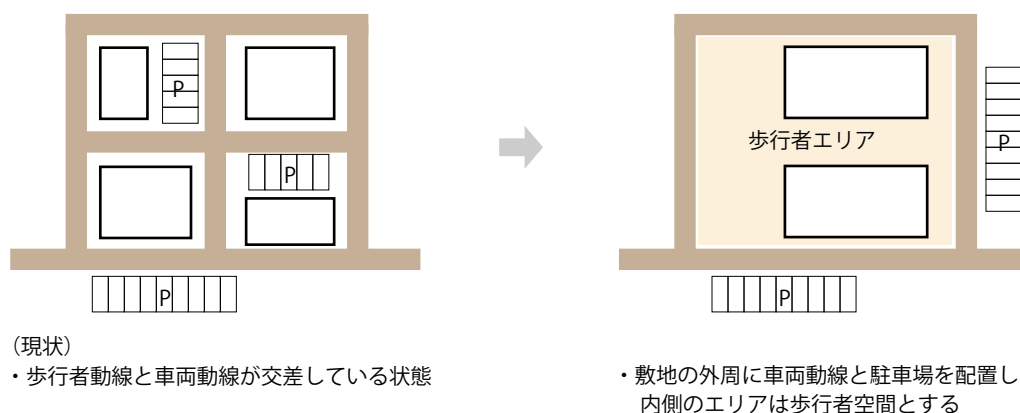 P
P
P
（現状）
・歩行者動線と車両動線が交差している状態
歩行者エリア
P
P
・敷地の外周に車両動線と駐車場を配置し
内側のエリアは歩行者空間とする